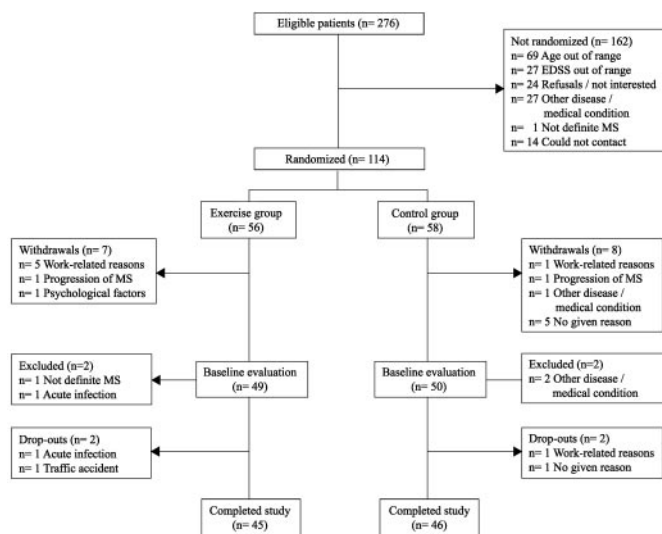 Eligible patients (n= 276)
Not randomized (n= 162)
n= 69 Age out of range
n= 27 EDSS out of range
n= 24 Refusals / not interested
n= 27 Other disease /
medical condition
n= 1 Not definite MS
n= 14 Could not contact
Randomized (n= 114)
Exercise group
(n= 56)
Control group
(n= 58)
Withdrawals (n= 7)
n= 5 Work-related reasons
n= 1 Progression of MS
n= 1 Psychological factors
Withdrawals (n= 8)
n= 1 Work-related reasons
n= 1 Progression of MS
n= 1 Other disease /
medical condition
n= 5 No given reason
Excluded (n=2)
n= 1 Not definite MS
n= 1 Acute infection
Baseline evaluation
(n= 49)
Baseline evaluation
(n= 50)
Excluded (n=2)
n= 2 Other disease /
medical condition
Drop-outs (n= 2)
n= 1 Acute infection
n= 1 Traffic accident
Drop-outs (n= 2)
n= 1 Work-related reasons
n= 1 No given reason
Completed study
(n= 45)
Completed study
(n= 46)